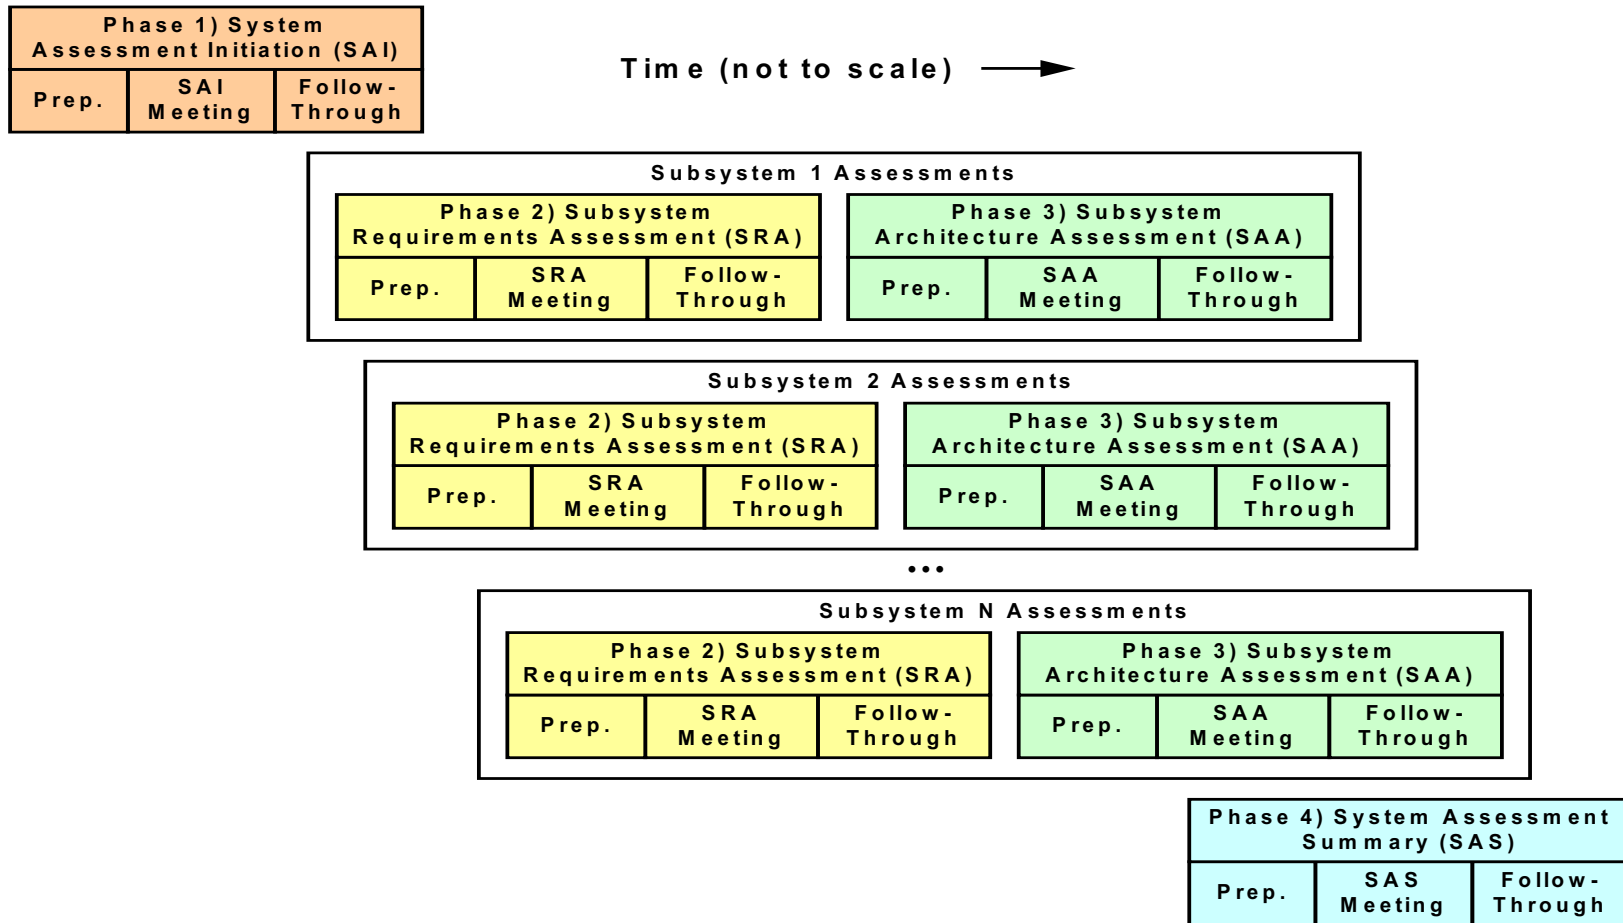 Phase 1) System
Assessment Initiation (SAI)
Prep.
SAI
Meeting
Follow-
Through
Time (not to scale)
Subsystem 1 Assessments
Phase 2) Subsystem
Requirements Assessment (SRA)
Prep.
SRA
Meeting
Follow-
Through
Phase 3) Subsystem
Architecture Assessment (SAA)
Prep.
SAA
Meeting
Follow-
Through
Subsystem 2 Assessments
Phase 2) Subsystem
Requirements Assessment (SRA)
Prep.
SRA
Meeting
Follow-
Through
Phase 3) Subsystem
Architecture Assessment (SAA)
Prep.
SAA
Meeting
Follow-
Through
...
Subsystem N Assessments
Phase 2) Subsystem
Requirements Assessment (SRA)
Prep.
SRA
Meeting
Follow-
Through
Phase 3) Subsystem
Architecture Assessment (SAA)
Prep.
SAA
Meeting
Follow-
Through
Phase 4) System Assessment
Summary (SAS)
Prep.
SAS
Meeting
Follow-
Through